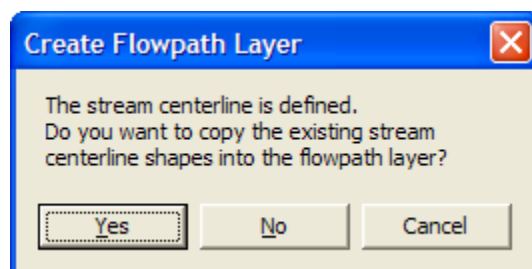 Create Flowpath Layer
The stream centerline is defined.
Do you want to copy the existing stream
centerline shapes into the flowpath layer?
Yes No Cancel